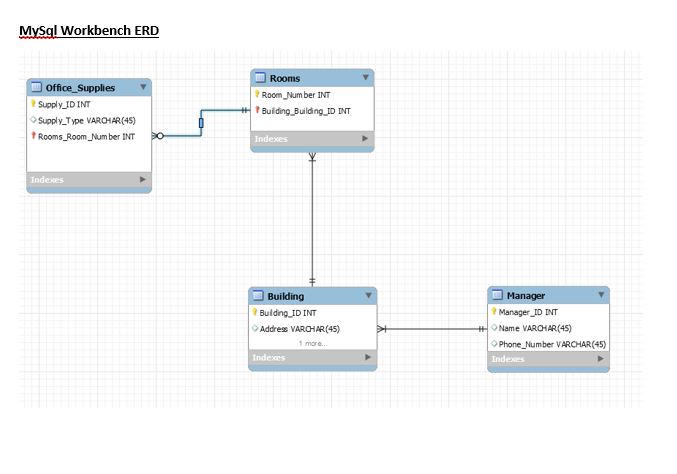 MySql Workbench ERD
Office_Supplies
Supply_ID INT
Supply_Type VARCHAR(45)
Rooms_Room_Number INT
Indexes
Rooms
Room_Number INT
Building_Building_ID INT
Indexes
Building
Building_ID INT
Address VARCHAR(45)
1 more...
Indexes
Manager
Manager_ID INT
Name VARCHAR(45)
Phone_Number VARCHAR(45)
Indexes